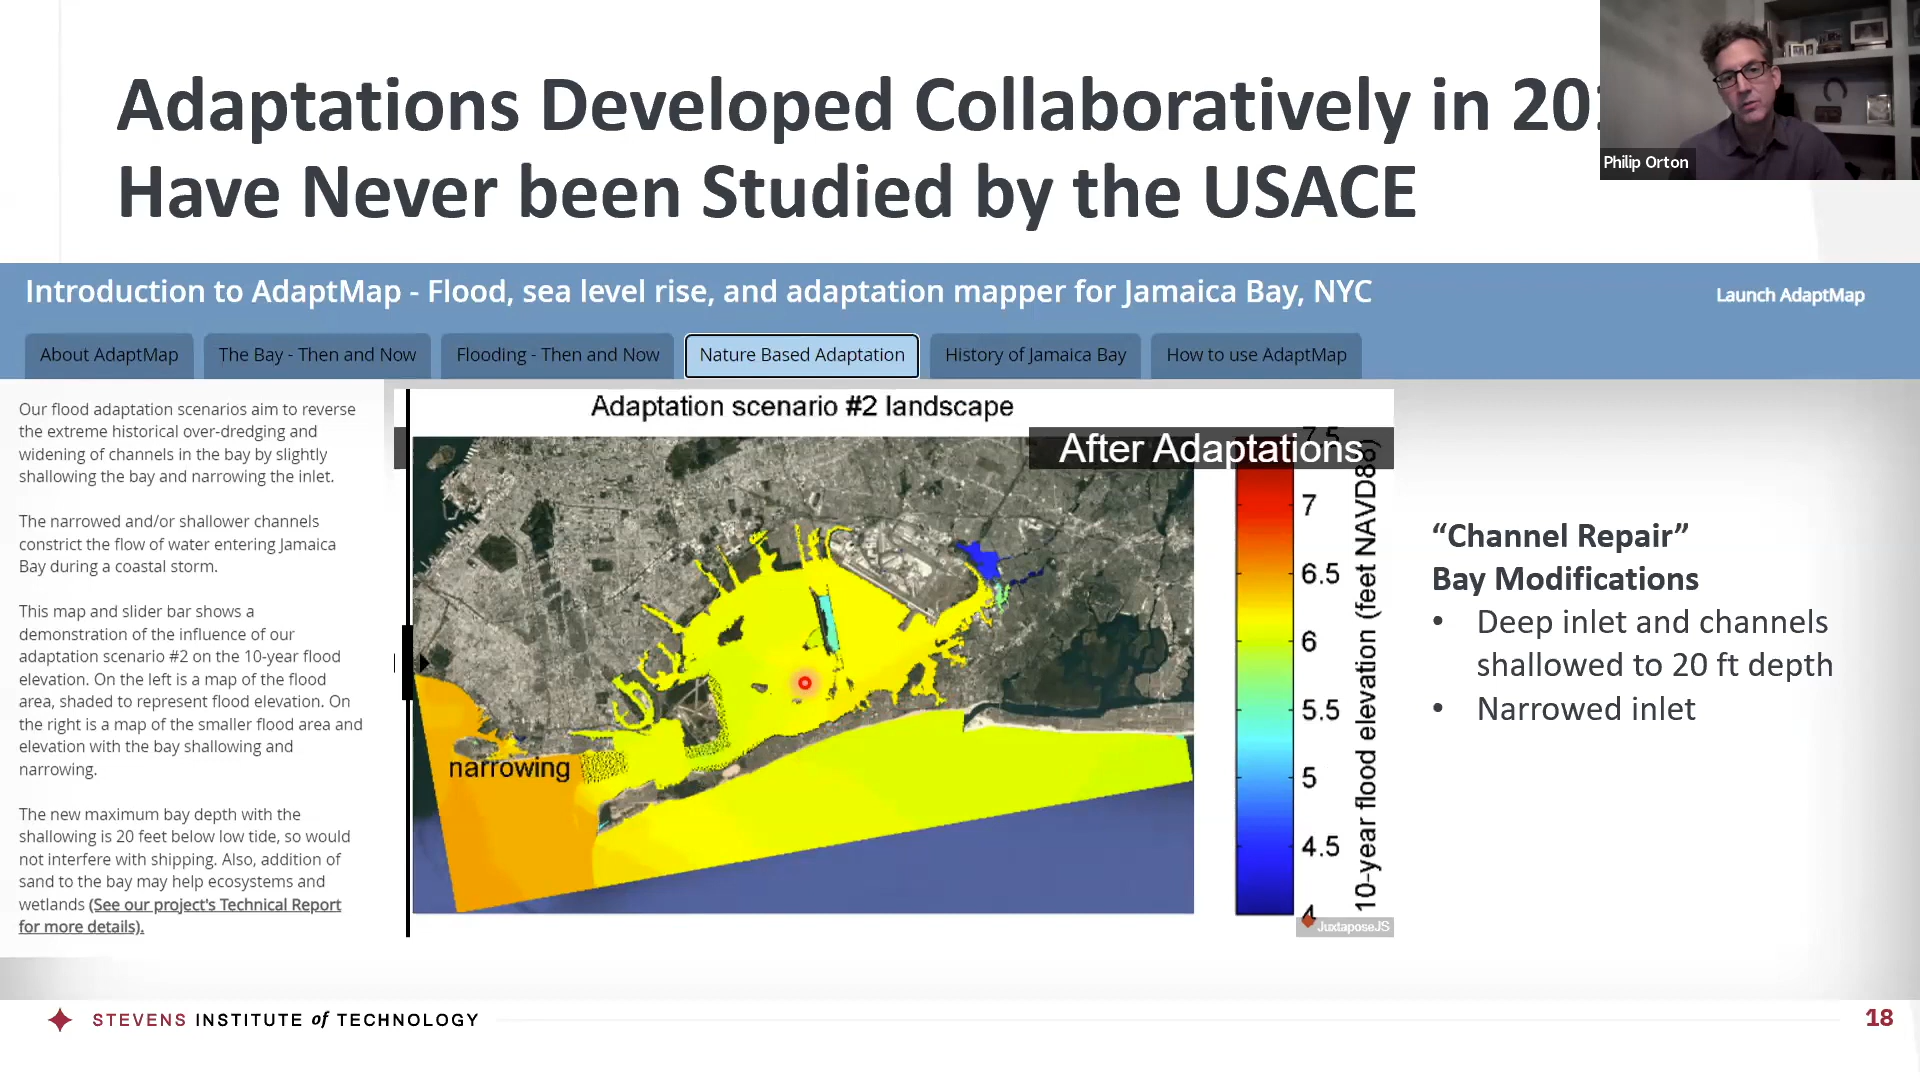 Adaptations Developed Collaboratively in
Have Never been Studied by the USACE
Philip Orton
Introduction to AdaptMap - Flood, sea level rise, and adaptation mapper for Jamaica Bay, NYC
Launch AdaptMap
About AdaptMap
The Bay - Then and Now
Flooding - Then and Now
Nature Based Adaptation
History of Jamaica Bay
How to use AdaptMap
Our flood adaptation scenarios aim to reverse
the extreme historical over-dredging and
widening of channels in the bay by slightly
shallowing the bay and narrowing the inlet.
The narrowed and/or shallower channels
constrict the flow of water entering Jamaica
Bay during a coastal storm.
This map and slider bar shows a
demonstration of the influence of our
adaptation scenario #2 on the 10-year flood
elevation. On the left is a map of the flood
area, shaded to represent flood elevation. On
the right is a map of the smaller flood area and
elevation with the bay shallowing and
narrowing.
The new maximum bay depth with the
shallowing is 20 feet below low tide, so would
not interfere with shipping. Also, addition of
sand to the bay may help ecosystems and
wetlands (See our project's Technical Report
for more details).
Adaptation scenario #2 landscape
After Adaptations
narrowing
7.5
7
6.5
6
5.5
5
4.5
4
10-year flood elevation (feet NAVD88)
JuxtaposeJS
“Channel Repair”
Bay Modifications
• Deep inlet and channels
shallowed to 20 ft depth
• Narrowed inlet
STEVENS INSTITUTE of TECHNOLOGY
18